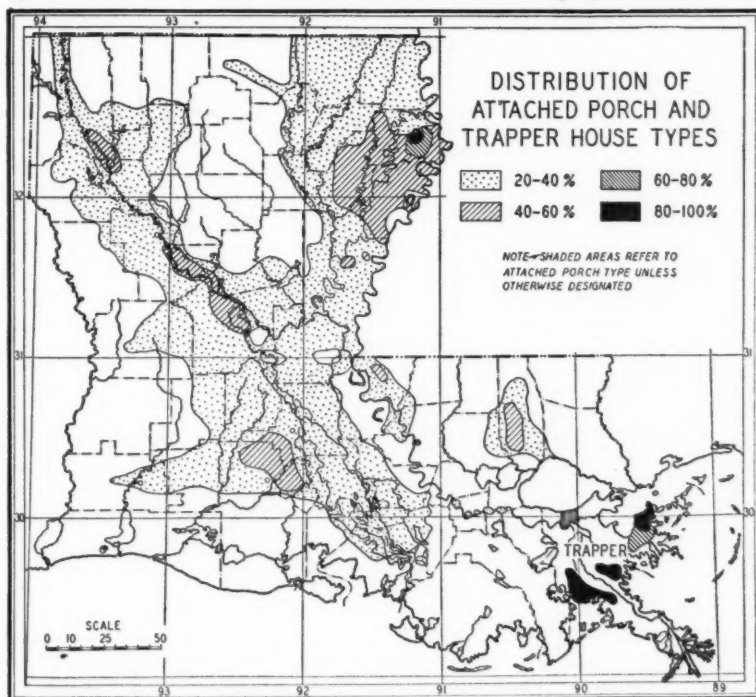 94 93 92 91
DISTRIBUTION OF
ATTACHED PORCH AND
TRAPPER HOUSE TYPES
20-40% 60-80%
40-60% 80-100%
NOTE-SHADED AREAS REFER TO
ATTACHED PORCH TYPE UNLESS
OTHERWISE DESIGNATED
32
31 31
30 30
TRAPPER
SCALE
0 10 20 30 50
93 92 91 90 89